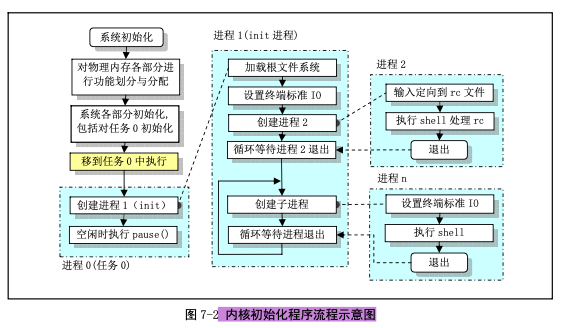 系统初始化
对物理内存各部分进
行功能划分与分配
系统各部分初始化,
包括对任务 0 初始化
移到任务 0 中执行
创建进程 1（init）
空闲时执行 pause()
进程 0(任务 0)
进程 1(init 进程)
加载根文件系统
设置终端标准 IO
创建进程 2
循环等待进程 2 退出
创建子进程
循环等待进程退出
进程 2
输入定向到 rc 文件
执行 shell 处理 rc
退出
进程 n
设置终端标准 IO
执行 shell
退出
图 7-2 内核初始化程序流程示意图